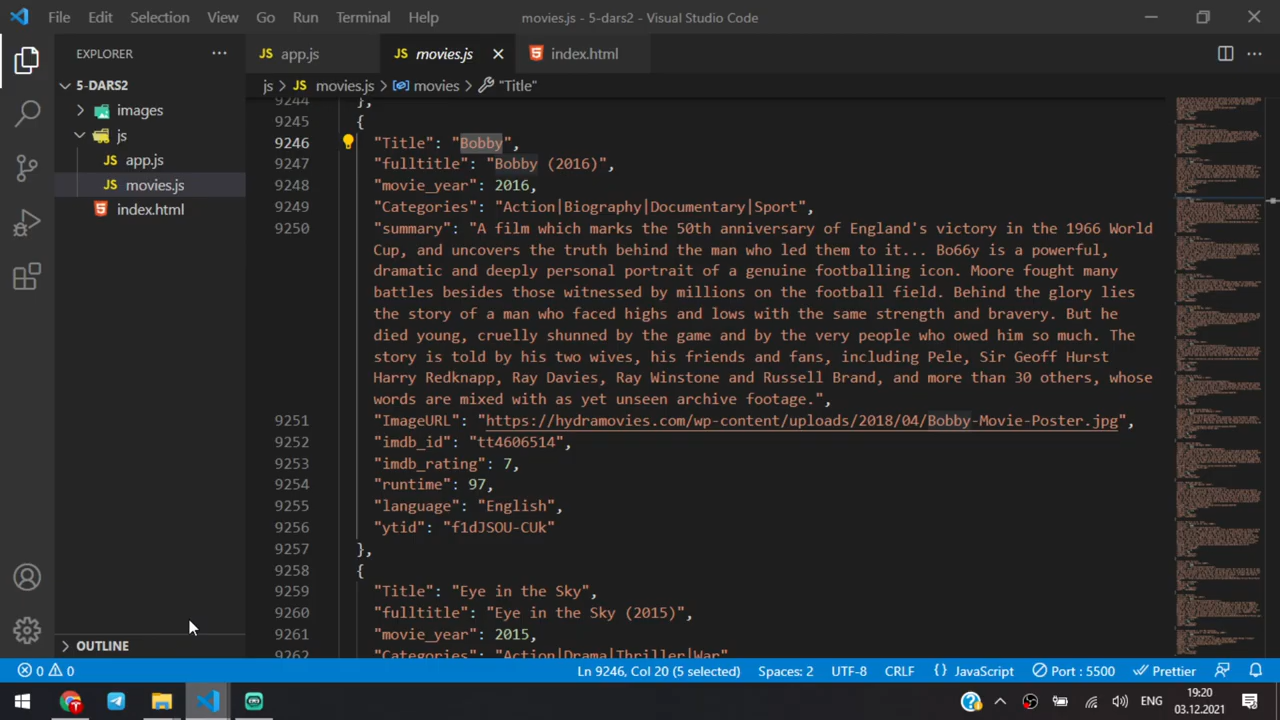 File Edit Selection View Go Run Terminal Help movies.js - 5-dars2 - Visual Studio Code
EXPLORER
JS app.js JS movies.js index.html
5-DARS2
js > JS movies.js > movies > "Title"
images
js
JS app.js
JS movies.js
index.html
9244 },
9245 {
9246 "Title": "Bobby",
9247 "fulltitle": "Bobby (2016)",
9248 "movie_year": 2016,
9249 "Categories": "Action|Biography|Documentary|Sport",
9250 "summary": "A film which marks the 50th anniversary of England's victory in the 1966 World
Cup, and uncovers the truth behind the man who led them to it... Bo66y is a powerful,
dramatic and deeply personal portrait of a genuine footballing icon. Moore fought many
battles besides those witnessed by millions on the football field. Behind the glory lies
the story of a man who faced highs and lows with the same strength and bravery. But he
died young, cruelly shunned by the game and by the very people who owed him so much. The
story is told by his two wives, his friends and fans, including Pele, Sir Geoff Hurst
Harry Redknapp, Ray Davies, Ray Winstone and Russell Brand, and more than 30 others, whose
words are mixed with as yet unseen archive footage.",
9251 "ImageURL": "https://hydramovies.com/wp-content/uploads/2018/04/Bobby-Movie-Poster.jpg",
9252 "imdb_id": "tt4606514",
9253 "imdb_rating": 7,
9254 "runtime": 97,
9255 "language": "English",
9256 "ytid": "f1dJSOU-CUk"
9257 },
9258 {
9259 "Title": "Eye in the Sky",
9260 "fulltitle": "Eye in the Sky (2015)",
9261 "movie_year": 2015,
9262 "Categories": "Action|Drama|Thriller|War"
OUTLINE
0 0 Ln 9246, Col 20 (5 selected) Spaces: 2 UTF-8 CRLF {} JavaScript Port : 5500 Prettier
ENG 19:20
03.12.2021